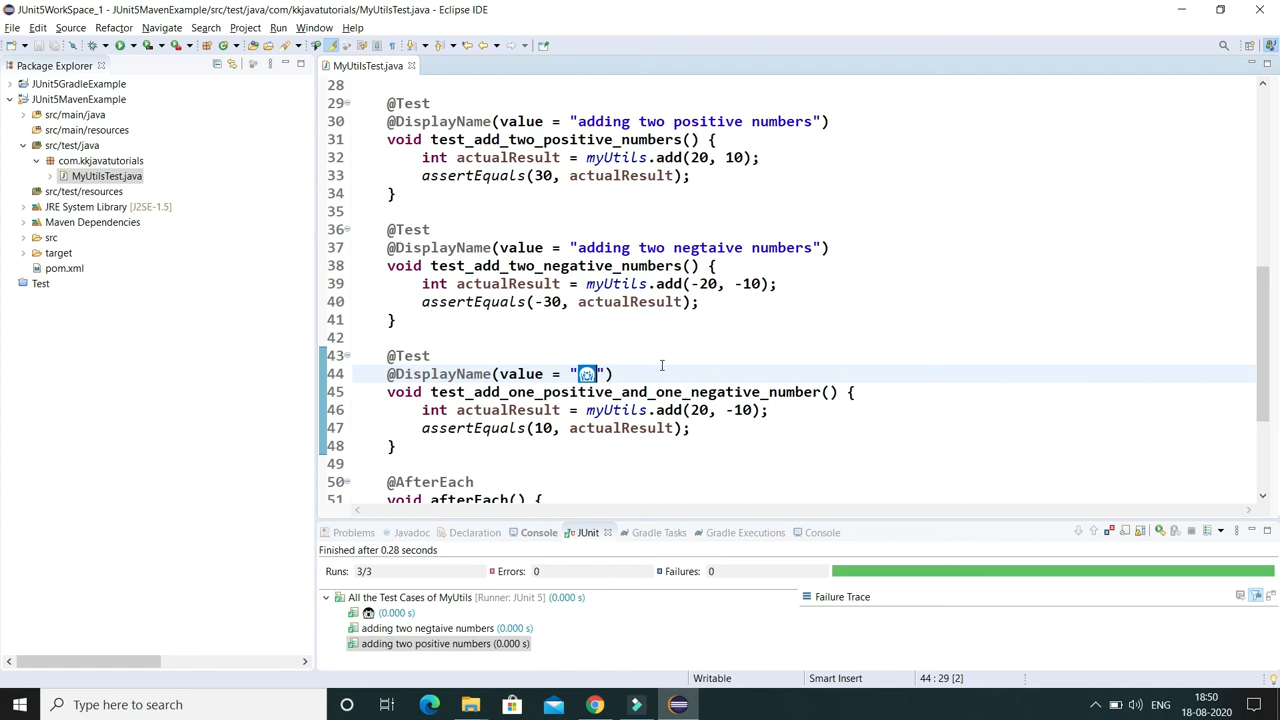 JUnit5WorkSpace_1 - JUnit5MavenExample/src/test/java/com/kkjavatutorials/MyUtilsTest.java - Eclipse IDE
File Edit Source Refactor Navigate Search Project Run Window Help
Package Explorer
JUnit5GradleExample
JUnit5MavenExample
src/main/java
src/main/resources
src/test/java
com.kkjavatutorials
MyUtilsTest.java
src/test/resources
JRE System Library [J2SE-1.5]
Maven Dependencies
src
target
pom.xml
Test
MyUtilsTest.java
28
29 @Test
30 @DisplayName(value = "adding two positive numbers")
31 void test_add_two_positive_numbers() {
32 int actualResult = myUtils.add(20, 10);
33 assertEquals(30, actualResult);
34 }
35
36 @Test
37 @DisplayName(value = "adding two negtaive numbers")
38 void test_add_two_negative_numbers() {
39 int actualResult = myUtils.add(-20, -10);
40 assertEquals(-30, actualResult);
41 }
42
43 @Test
44 @DisplayName(value = "😱")
45 void test_add_one_positive_and_one_negative_number() {
46 int actualResult = myUtils.add(20, -10);
47 assertEquals(10, actualResult);
48 }
49
50 @AfterEach
51 void afterEach() {
Problems Javadoc Declaration Console JUnit Gradle Tasks Gradle Executions Console
Finished after 0.28 seconds
Runs: 3/3 Errors: 0 Failures: 0
All the Test Cases of MyUtils [Runner: JUnit 5] (0.000 s)
😱 (0.000 s)
adding two negtaive numbers (0.000 s)
adding two positive numbers (0.000 s)
Failure Trace
Writable Smart Insert 44 : 29 [2]
Type here to search
ENG
18:50
18-08-2020